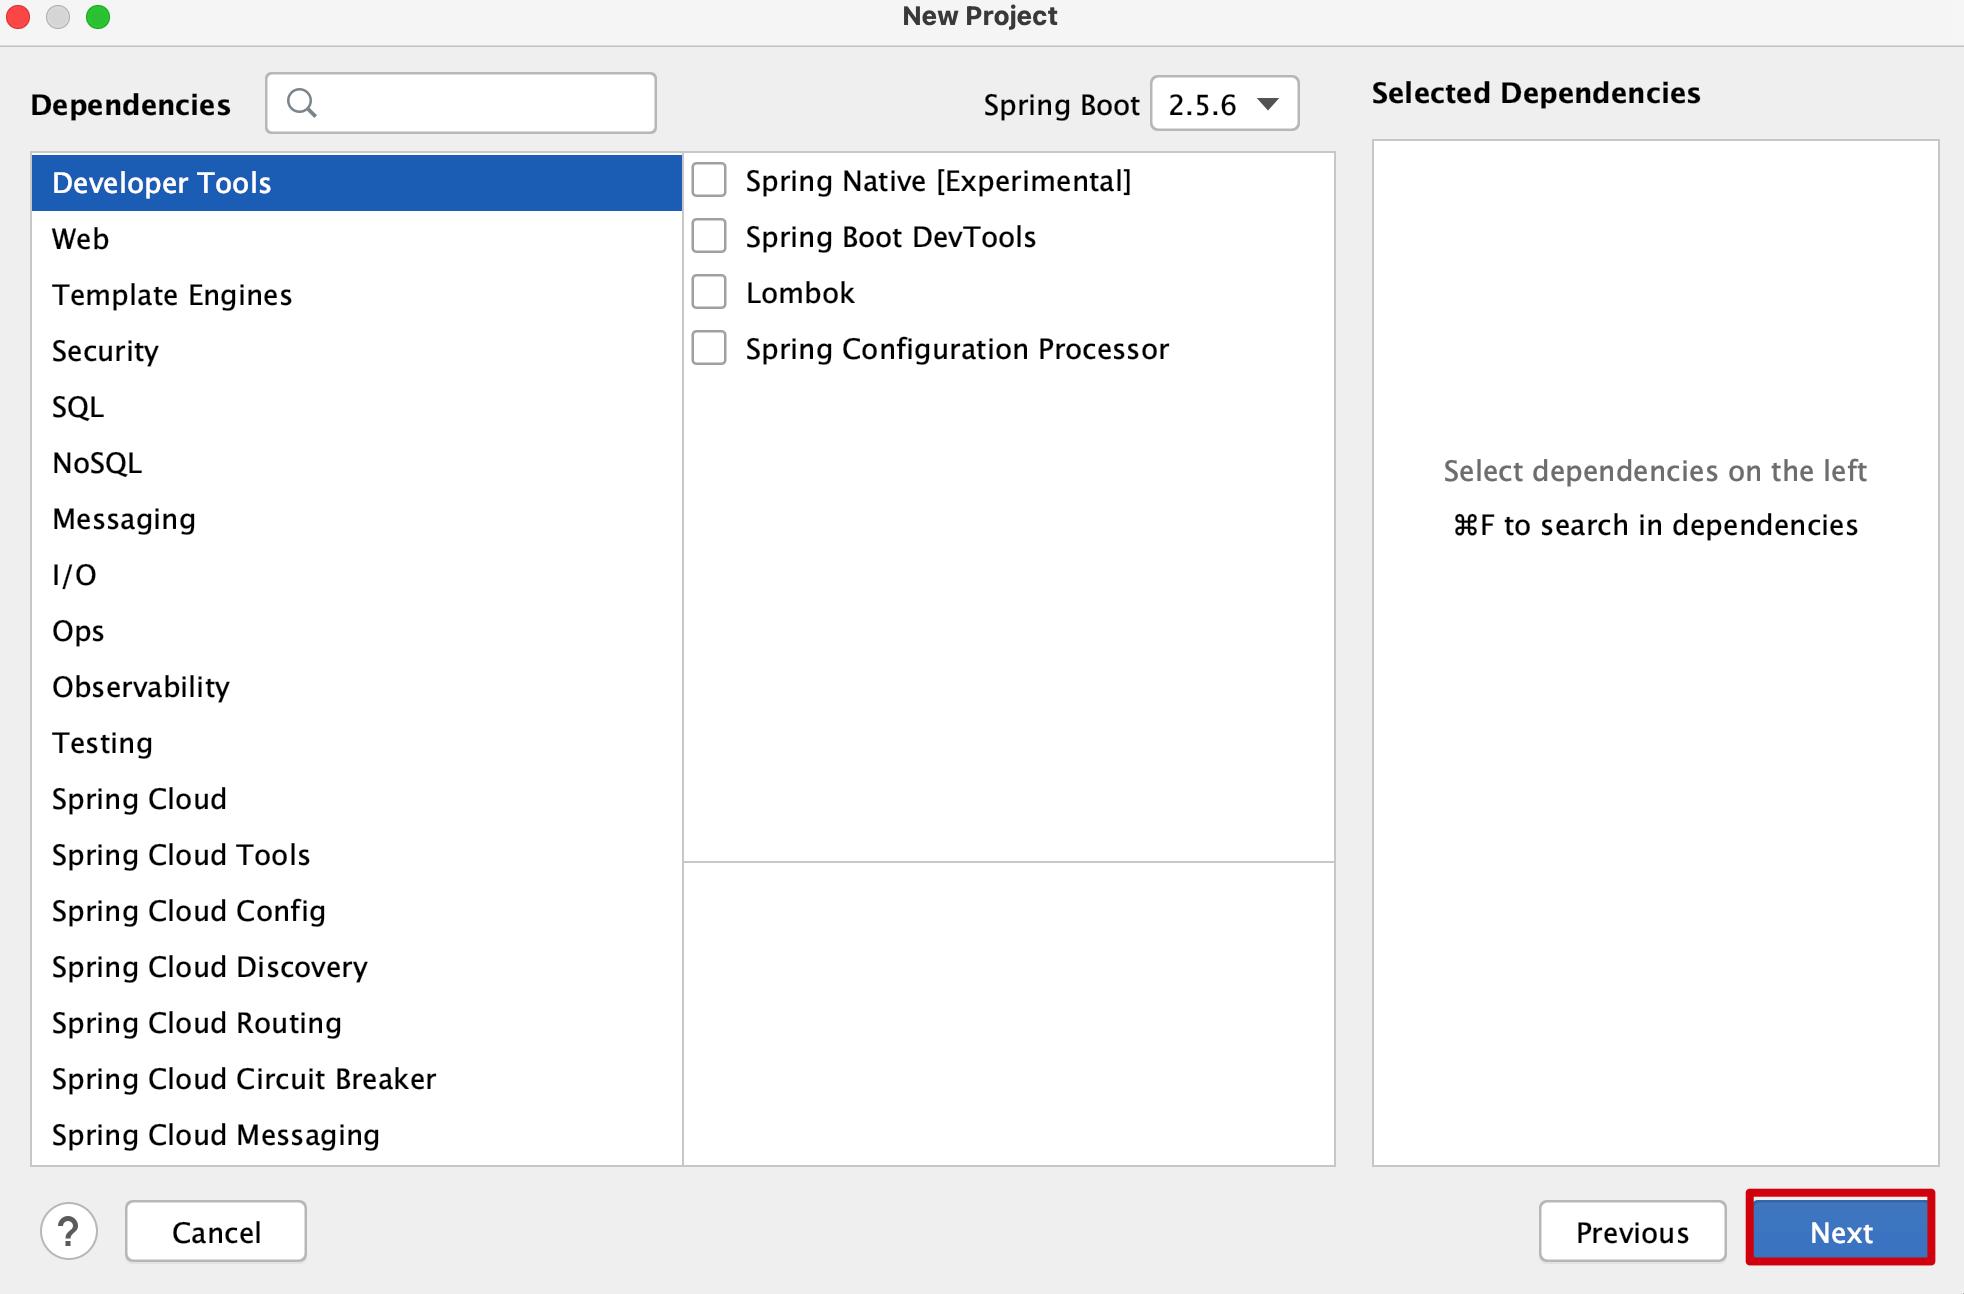 New Project
Dependencies
Spring Boot 2.5.6
Selected Dependencies
Developer Tools
Web
Template Engines
Security
SQL
NoSQL
Messaging
I/O
Ops
Observability
Testing
Spring Cloud
Spring Cloud Tools
Spring Cloud Config
Spring Cloud Discovery
Spring Cloud Routing
Spring Cloud Circuit Breaker
Spring Cloud Messaging
Spring Native [Experimental]
Spring Boot DevTools
Lombok
Spring Configuration Processor
Select dependencies on the left
⌘F to search in dependencies
?
Cancel
Previous
Next